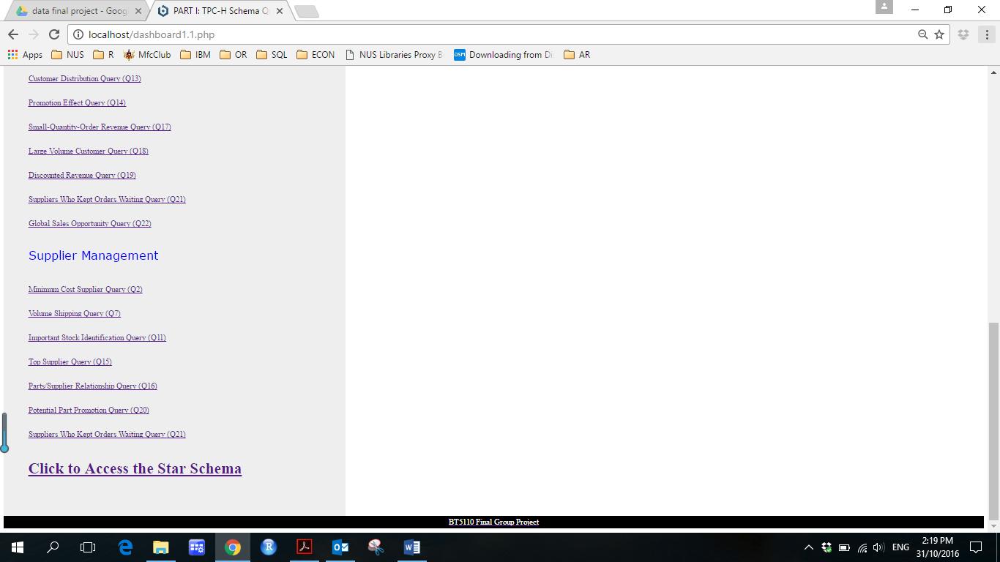 data final project - Goog
PART I: TPC-H Schema Q
localhost/dashboard1.1.php
Apps NUS R MfcClub IBM OR SQL ECON NUS Libraries Proxy B DSM Downloading from Di AR
Customer Distribution Query (Q13)
Promotion Effect Query (Q14)
Small-Quantity-Order Revenue Query (Q17)
Large Volume Customer Query (Q18)
Discounted Revenue Query (Q19)
Suppliers Who Kept Orders Waiting Query (Q21)
Global Sales Opportunity Query (Q22)
Supplier Management
Minimum Cost Supplier Query (Q2)
Volume Shipping Query (Q7)
Important Stock Identification Query (Q11)
Top Supplier Query (Q15)
Parts/Supplier Relationship Query (Q16)
Potential Part Promotion Query (Q20)
Suppliers Who Kept Orders Waiting Query (Q21)
Click to Access the Star Schema
BT5110 Final Group Project
ENG
2:19 PM
31/10/2016